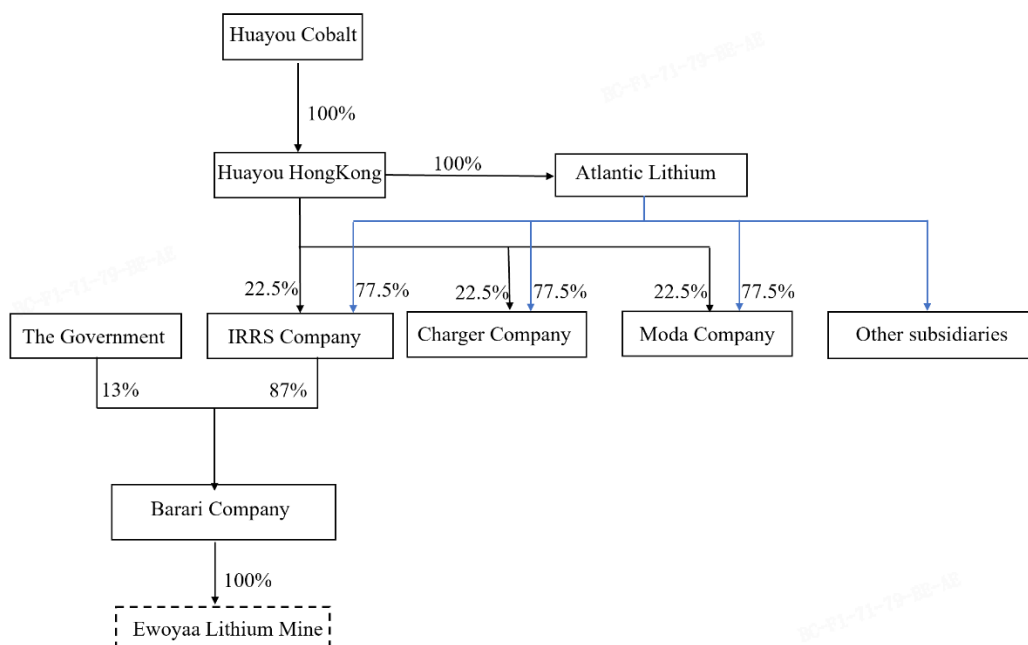 Huayou Cobalt
100%
Huayou HongKong
100%
Atlantic Lithium
22.5%
77.5%
22.5%
77.5%
22.5%
77.5%
The Government
IRRS Company
Charger Company
Moda Company
Other subsidiaries
13%
87%
Barari Company
100%
Ewoyaa Lithium Mine